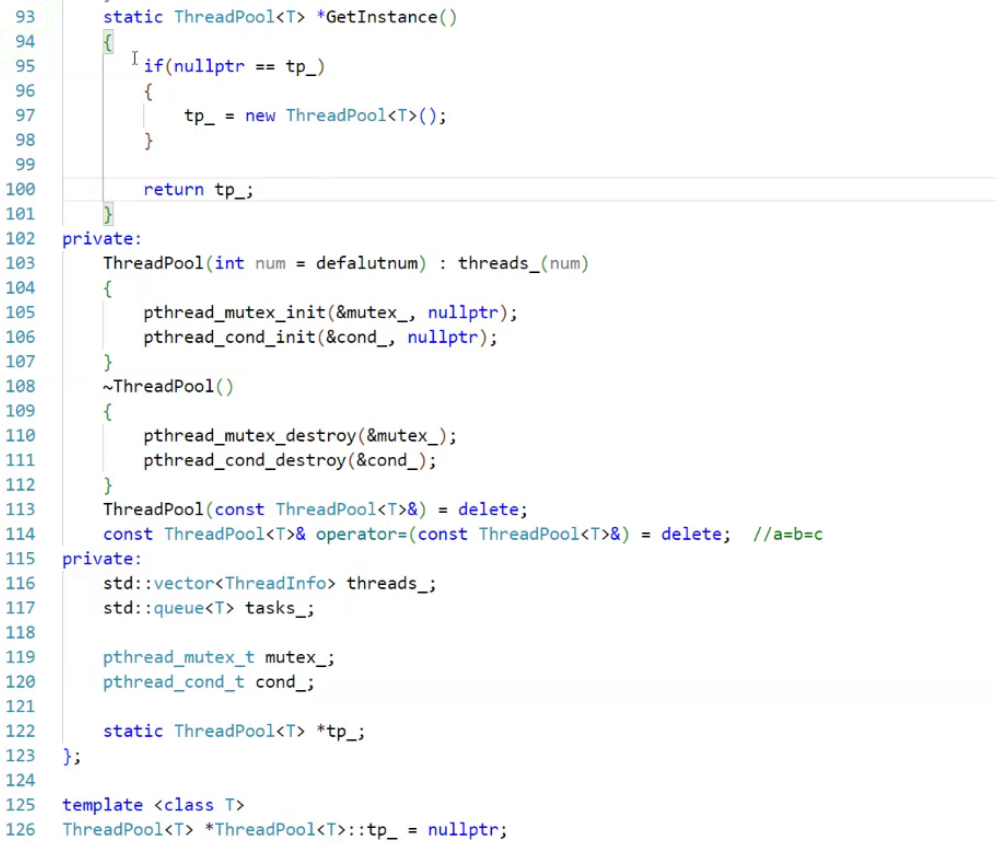 93 static ThreadPool<T> *GetInstance()
94 {
95 if(nullptr == tp_)
96 {
97 tp_ = new ThreadPool<T>();
98 }
99
100 return tp_;
101 }
102 private:
103 ThreadPool(int num = defalutnum) : threads_(num)
104 {
105 pthread_mutex_init(&mutex_, nullptr);
106 pthread_cond_init(&cond_, nullptr);
107 }
108 ~ThreadPool()
109 {
110 pthread_mutex_destroy(&mutex_);
111 pthread_cond_destroy(&cond_);
112 }
113 ThreadPool(const ThreadPool<T>&) = delete;
114 const ThreadPool<T>& operator=(const ThreadPool<T>&) = delete; //a=b=c
115 private:
116 std::vector<ThreadInfo> threads_;
117 std::queue<T> tasks_;
118
119 pthread_mutex_t mutex_;
120 pthread_cond_t cond_;
121
122 static ThreadPool<T> *tp_;
123 };
124
125 template <class T>
126 ThreadPool<T> *ThreadPool<T>::tp_ = nullptr;